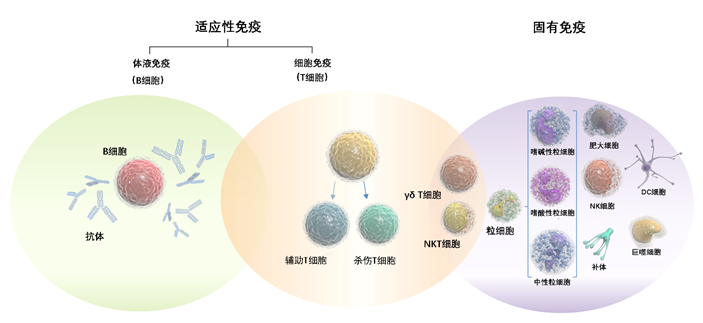 适应性免疫
固有免疫
体液免疫
（B细胞）
细胞免疫
（T细胞）
B细胞
抗体
辅助T细胞
杀伤T细胞
γδ T细胞
NKT细胞
粒细胞
嗜碱性粒细胞
嗜酸性粒细胞
中性粒细胞
肥大细胞
NK细胞
补体
DC细胞
巨噬细胞